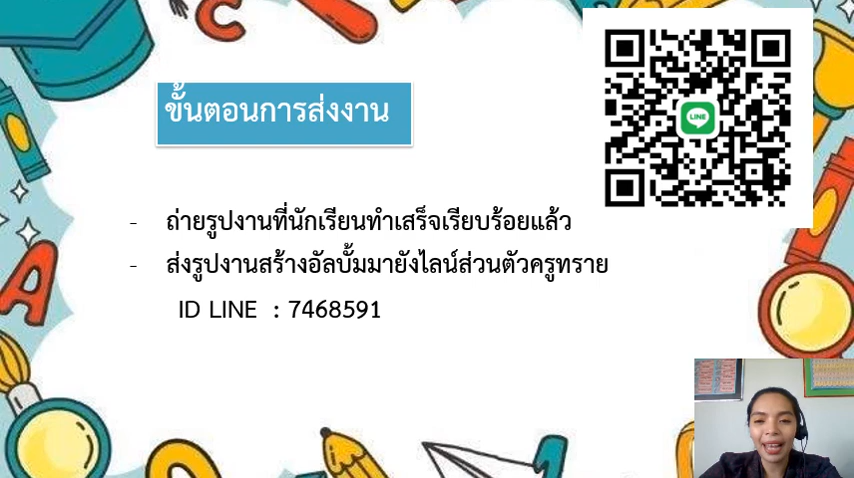 ขั้นตอนการส่งงาน
LINE
- ถ่ายรูปงานที่นักเรียนทำเสร็จเรียบร้อยแล้ว
- ส่งรูปงานสร้างอัลบั้มมายังไลน์ส่วนตัวครูทราย
ID LINE : 7468591